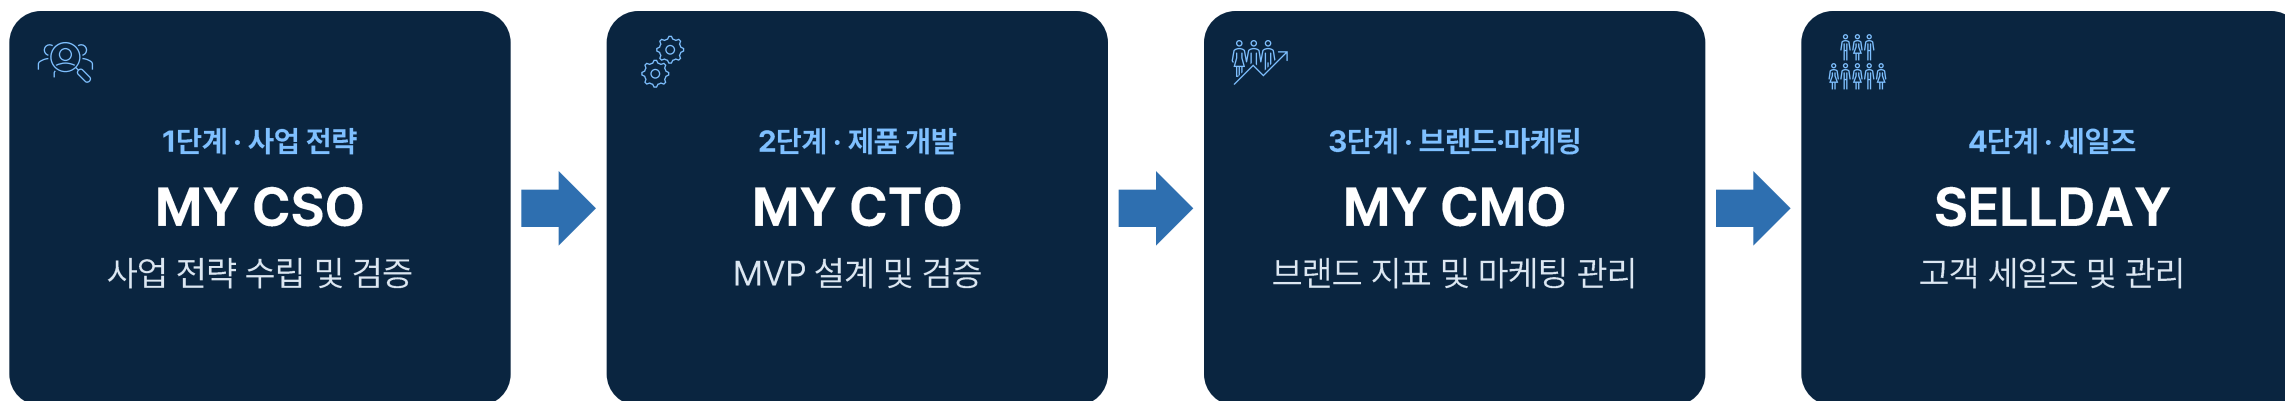 1단계 · 사업 전략
MY CSO
사업 전략 수립 및 검증
2단계 · 제품 개발
MY CTO
MVP 설계 및 검증
3단계 · 브랜드·마케팅
MY CMO
브랜드 지표 및 마케팅 관리
4단계 · 세일즈
SELLDAY
고객 세일즈 및 관리